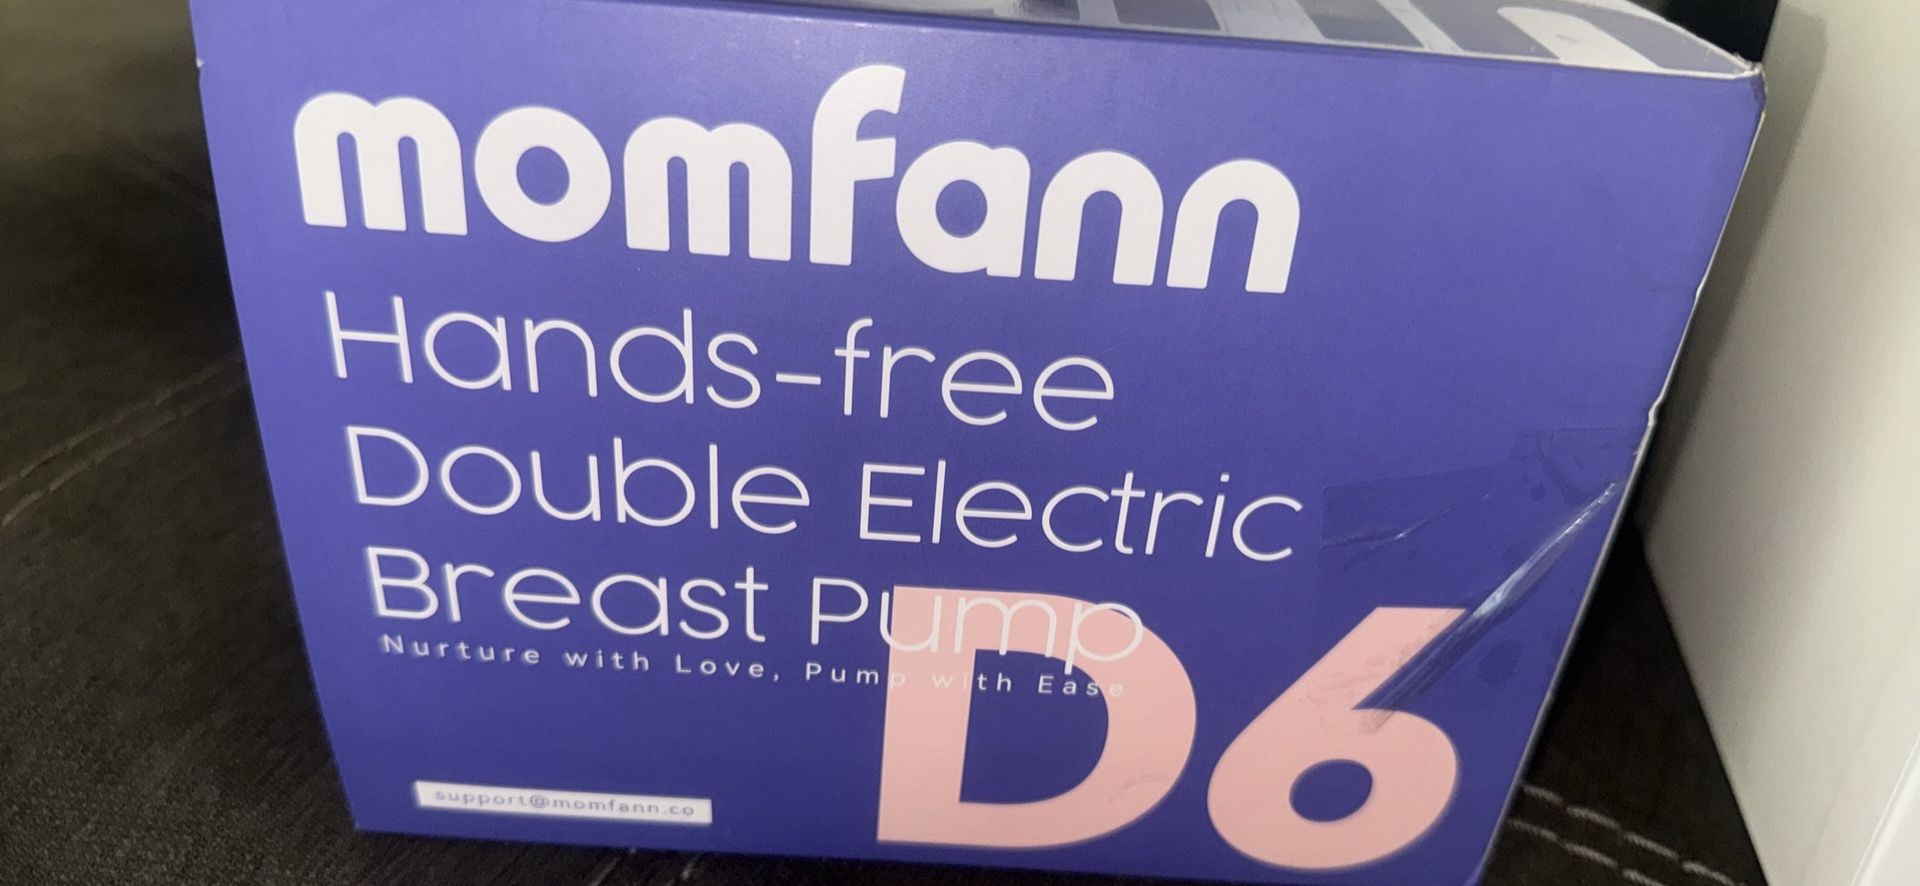 momfann
Hands-free
Double Electric
Breast Pump
Nurture with Love, Pump with Ease
D6
support@momfann.co